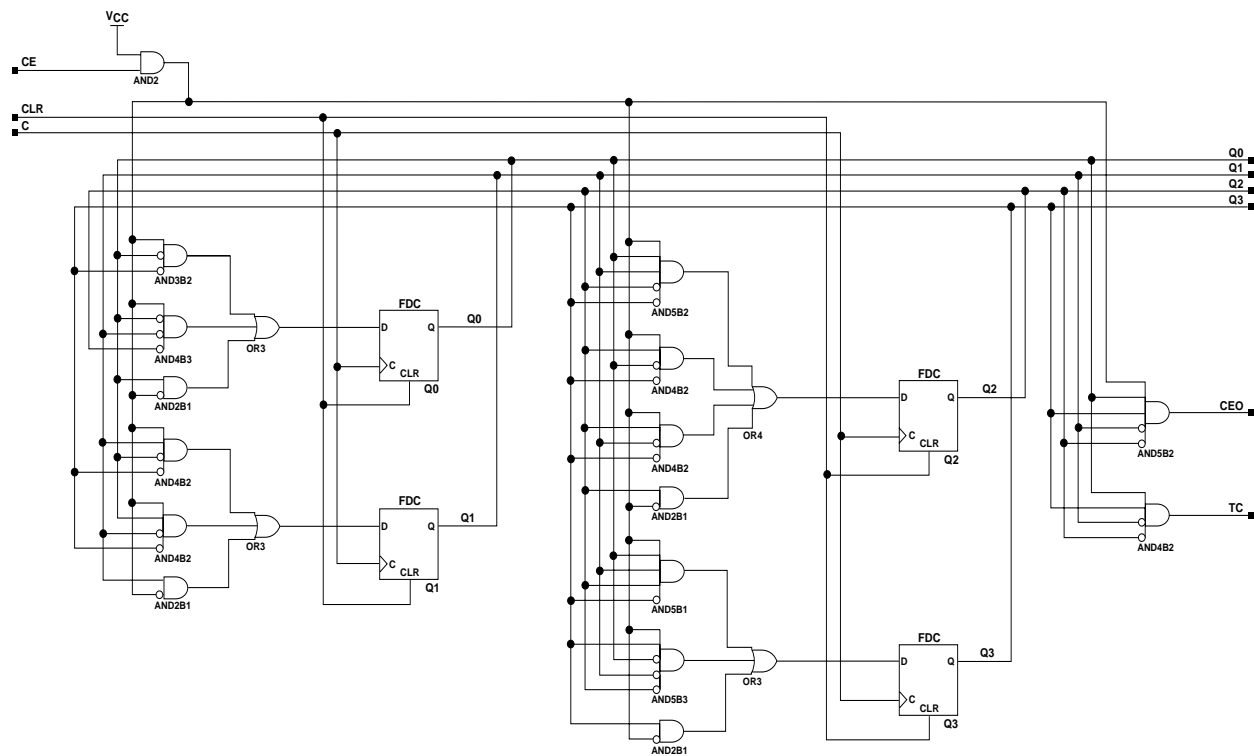 VCC
CE
AND2
CLR
C
Q0
Q1
Q2
Q3
AND3B2
AND4B3
OR3
AND2B1
FDC
D
Q
C
CLR
Q0
Q0
AND4B2
AND4B2
OR3
AND2B1
FDC
D
Q
C
CLR
Q1
Q1
AND5B2
AND4B2
AND4B2
OR4
AND2B1
FDC
D
Q
C
CLR
Q2
Q2
AND5B1
AND5B3
OR3
AND2B1
FDC
D
Q
C
CLR
Q3
Q3
CEO
AND5B2
TC
AND4B2